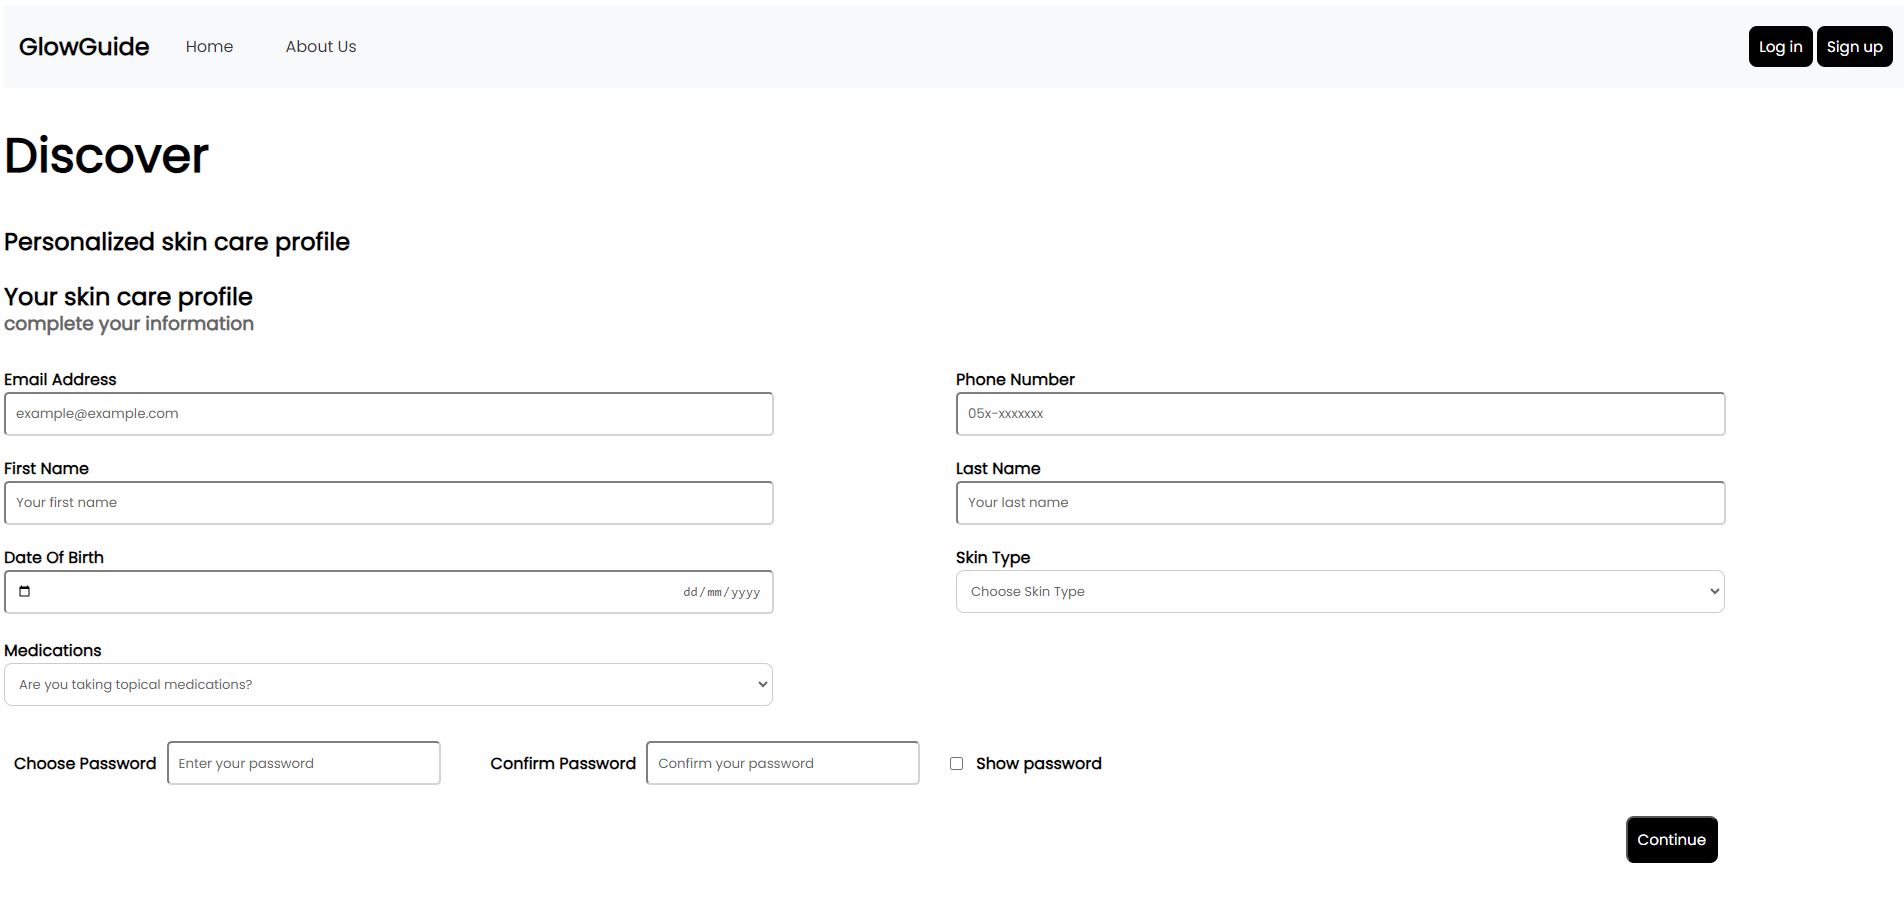 GlowGuide Home About Us Log in Sign up
Discover
Personalized skin care profile
Your skin care profile
complete your information
Email Address Phone Number
example@example.com 05x-xxxxxxx
First Name Last Name
Your first name Your last name
Date Of Birth Skin Type
dd/mm/yyyy Choose Skin Type
Medications
Are you taking topical medications?
Choose Password Enter your password Confirm Password Confirm your password Show password
Continue